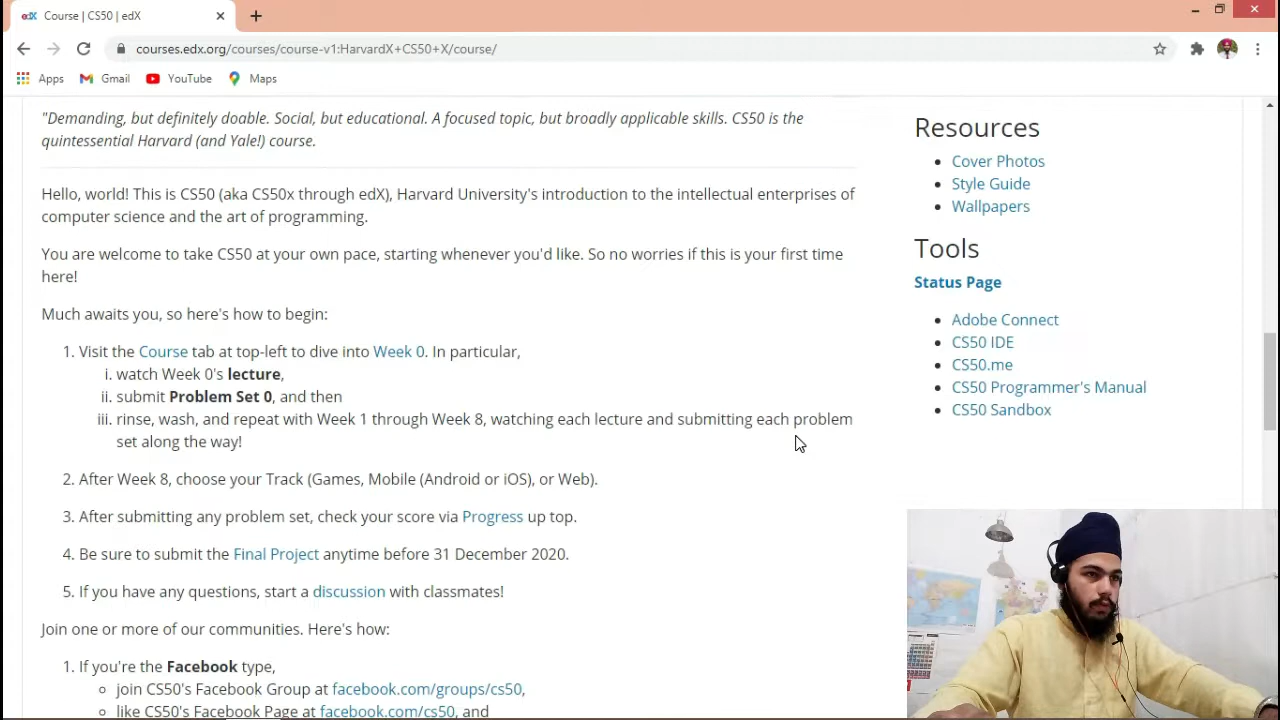 Course | CS50 | edX
courses.edx.org/courses/course-v1:HarvardX+CS50+X/course/
Apps Gmail YouTube Maps
"Demanding, but definitely doable. Social, but educational. A focused topic, but broadly applicable skills. CS50 is the
quintessential Harvard (and Yale!) course.
Hello, world! This is CS50 (aka CS50x through edX), Harvard University's introduction to the intellectual enterprises of
computer science and the art of programming.
You are welcome to take CS50 at your own pace, starting whenever you'd like. So no worries if this is your first time
here!
Much awaits you, so here's how to begin:
1. Visit the Course tab at top-left to dive into Week 0. In particular,
i. watch Week 0's lecture,
ii. submit Problem Set 0, and then
iii. rinse, wash, and repeat with Week 1 through Week 8, watching each lecture and submitting each problem
set along the way!
2. After Week 8, choose your Track (Games, Mobile (Android or iOS), or Web).
3. After submitting any problem set, check your score via Progress up top.
4. Be sure to submit the Final Project anytime before 31 December 2020.
5. If you have any questions, start a discussion with classmates!
Join one or more of our communities. Here's how:
1. If you're the Facebook type,
join CS50's Facebook Group at facebook.com/groups/cs50,
like CS50's Facebook Page at facebook.com/cs50, and
Resources
Cover Photos
Style Guide
Wallpapers
Tools
Status Page
Adobe Connect
CS50 IDE
CS50.me
CS50 Programmer's Manual
CS50 Sandbox